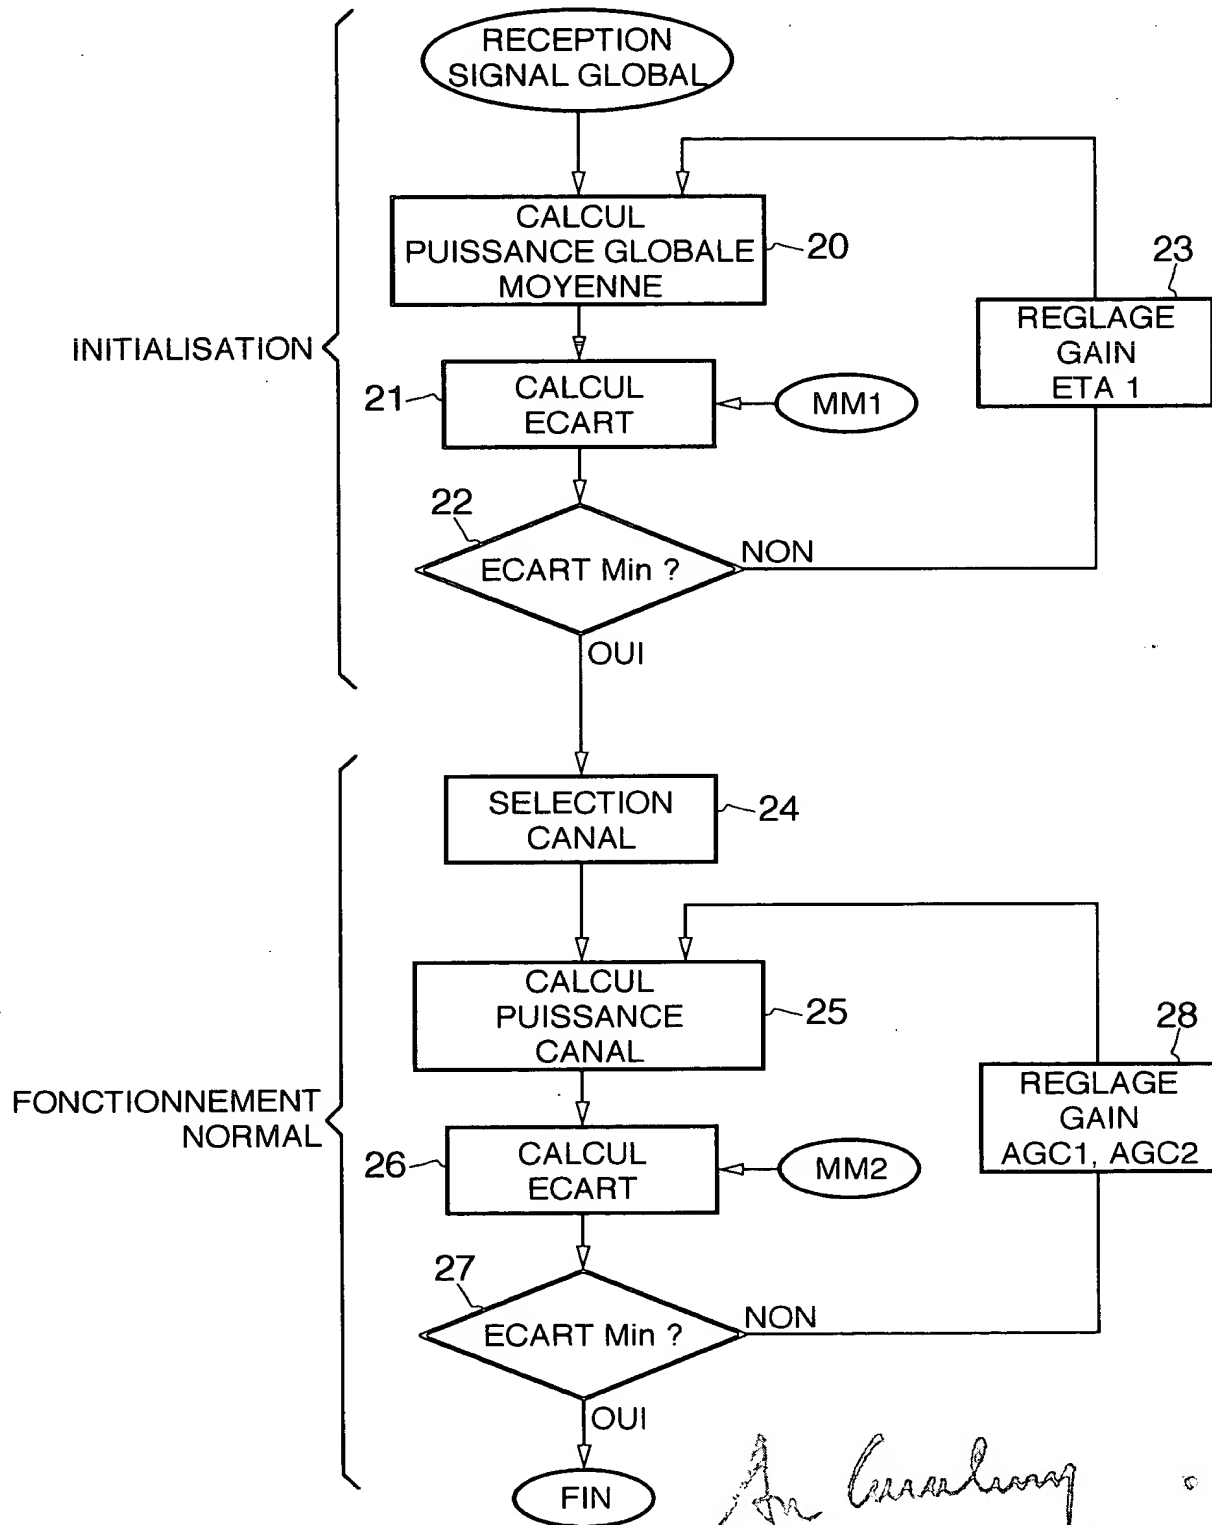 RECEPTION
SIGNAL GLOBAL
CALCUL
PUISSANCE GLOBALE
MOYENNE
20
23
REGLAGE
GAIN
ETA 1
INITIALISATION
21
CALCUL
ECART
MM1
22
ECART Min ?
NON
OUI
SELECTION
CANAL
24
CALCUL
PUISSANCE
CANAL
25
28
REGLAGE
GAIN
AGC1, AGC2
FONCTIONNEMENT
NORMAL
26
CALCUL
ECART
MM2
27
ECART Min ?
NON
OUI
FIN